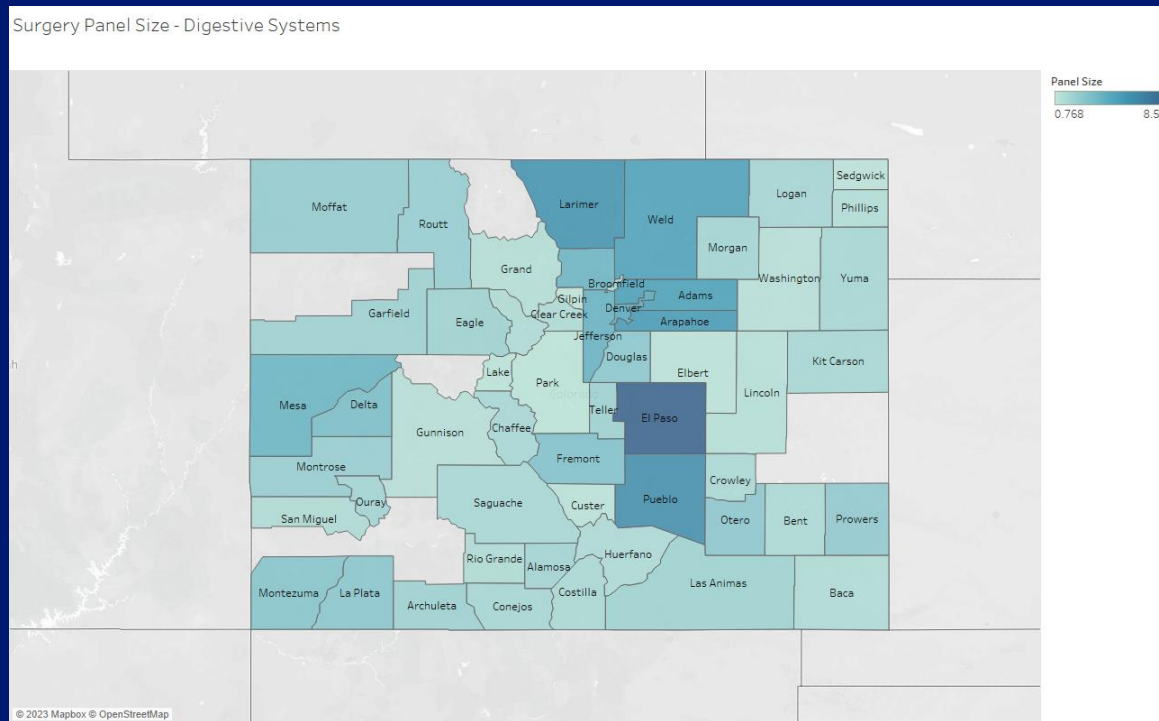 Surgery Panel Size - Digestive Systems
Panel Size
0.768 8.5
Sedgwick
Logan
Phillips
Moffat
Larimer
Weld
Routt
Morgan
Grand
Washington
Yuma
Broomfield
Gilpin
Adams
Denver
Garfield
Clear Creek
Eagle
Arapahoe
Jefferson
Douglas
Kit Carson
Lake
Elbert
Park
Lincoln
Colorado
Mesa
Delta
Teller
El Paso
Chaffee
Gunnison
Fremont
Montrose
Crowley
Pueblo
Ouray
Saguache
Custer
San Miguel
Otero
Bent
Prowers
Huerfano
Rio Grande
Alamosa
Las Animas
Montezuma
La Plata
Costilla
Baca
Archuleta
Conejos
© 2023 Mapbox © OpenStreetMap